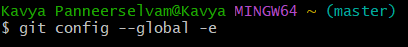 Kavya Panneerselvam@Kavya MINGW64 ~ (master)
$ git config --global -e